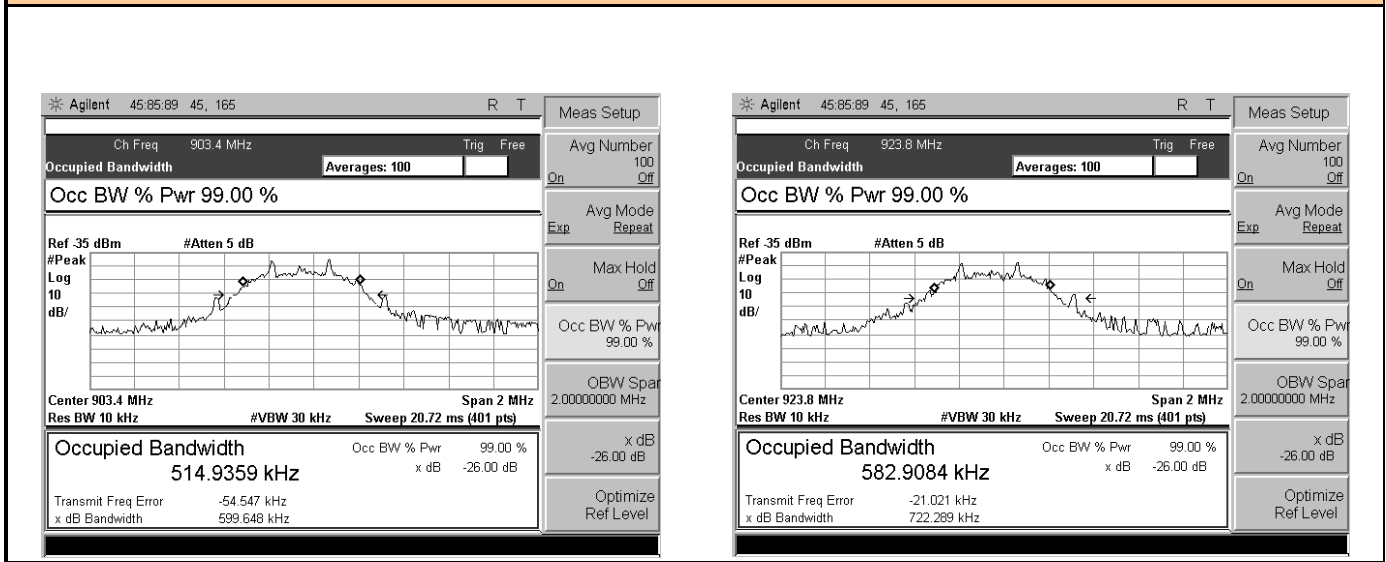 Agilent 45:85:89 45, 165 R T
Ch Freq 903.4 MHz Trig Free
Occupied Bandwidth Averages: 100
Occ BW % Pwr 99.00 %
Ref -35 dBm #Atten 5 dB
#Peak
Log
10
dB/
Center 903.4 MHz Span 2 MHz
Res BW 10 kHz #VBW 30 kHz Sweep 20.72 ms (401 pts)
Occupied Bandwidth Occ BW % Pwr 99.00 %
514.9359 kHz x dB -26.00 dB
Transmit Freq Error -54.547 kHz
x dB Bandwidth 599.648 kHz
Meas Setup
Avg Number
100
On Off
Avg Mode
Exp Repeat
Max Hold
On Off
Occ BW % Pwr
99.00 %
OBW Span
2.00000000 MHz
x dB
-26.00 dB
Optimize
Ref Level
Agilent 45:85:89 45, 165 R T
Ch Freq 923.8 MHz Trig Free
Occupied Bandwidth Averages: 100
Occ BW % Pwr 99.00 %
Ref -35 dBm #Atten 5 dB
#Peak
Log
10
dB/
Center 923.8 MHz Span 2 MHz
Res BW 10 kHz #VBW 30 kHz Sweep 20.72 ms (401 pts)
Occupied Bandwidth Occ BW % Pwr 99.00 %
582.9084 kHz x dB -26.00 dB
Transmit Freq Error -21.021 kHz
x dB Bandwidth 722.289 kHz
Meas Setup
Avg Number
100
On Off
Avg Mode
Exp Repeat
Max Hold
On Off
Occ BW % Pwr
99.00 %
OBW Span
2.00000000 MHz
x dB
-26.00 dB
Optimize
Ref Level